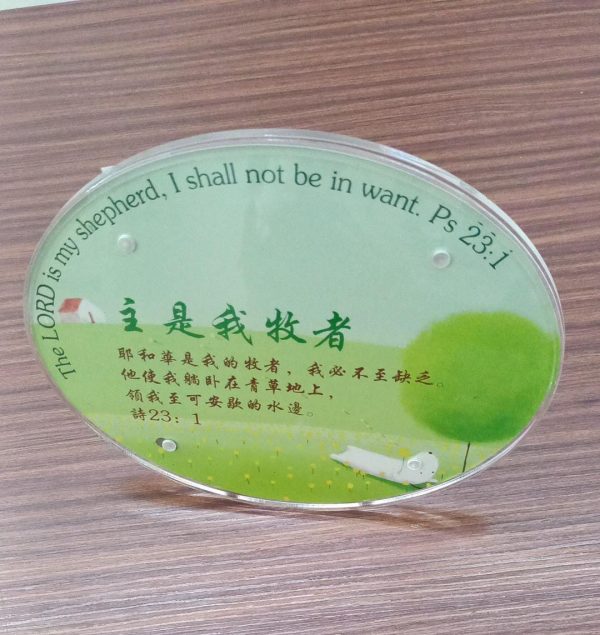 The LORD is my shepherd, I shall not be in want. Ps 23:1
主是我牧者
耶和華是我的牧者，我必不至缺乏。
他使我躺臥在青草地上，
領我至可安歇的水邊。
詩23：1